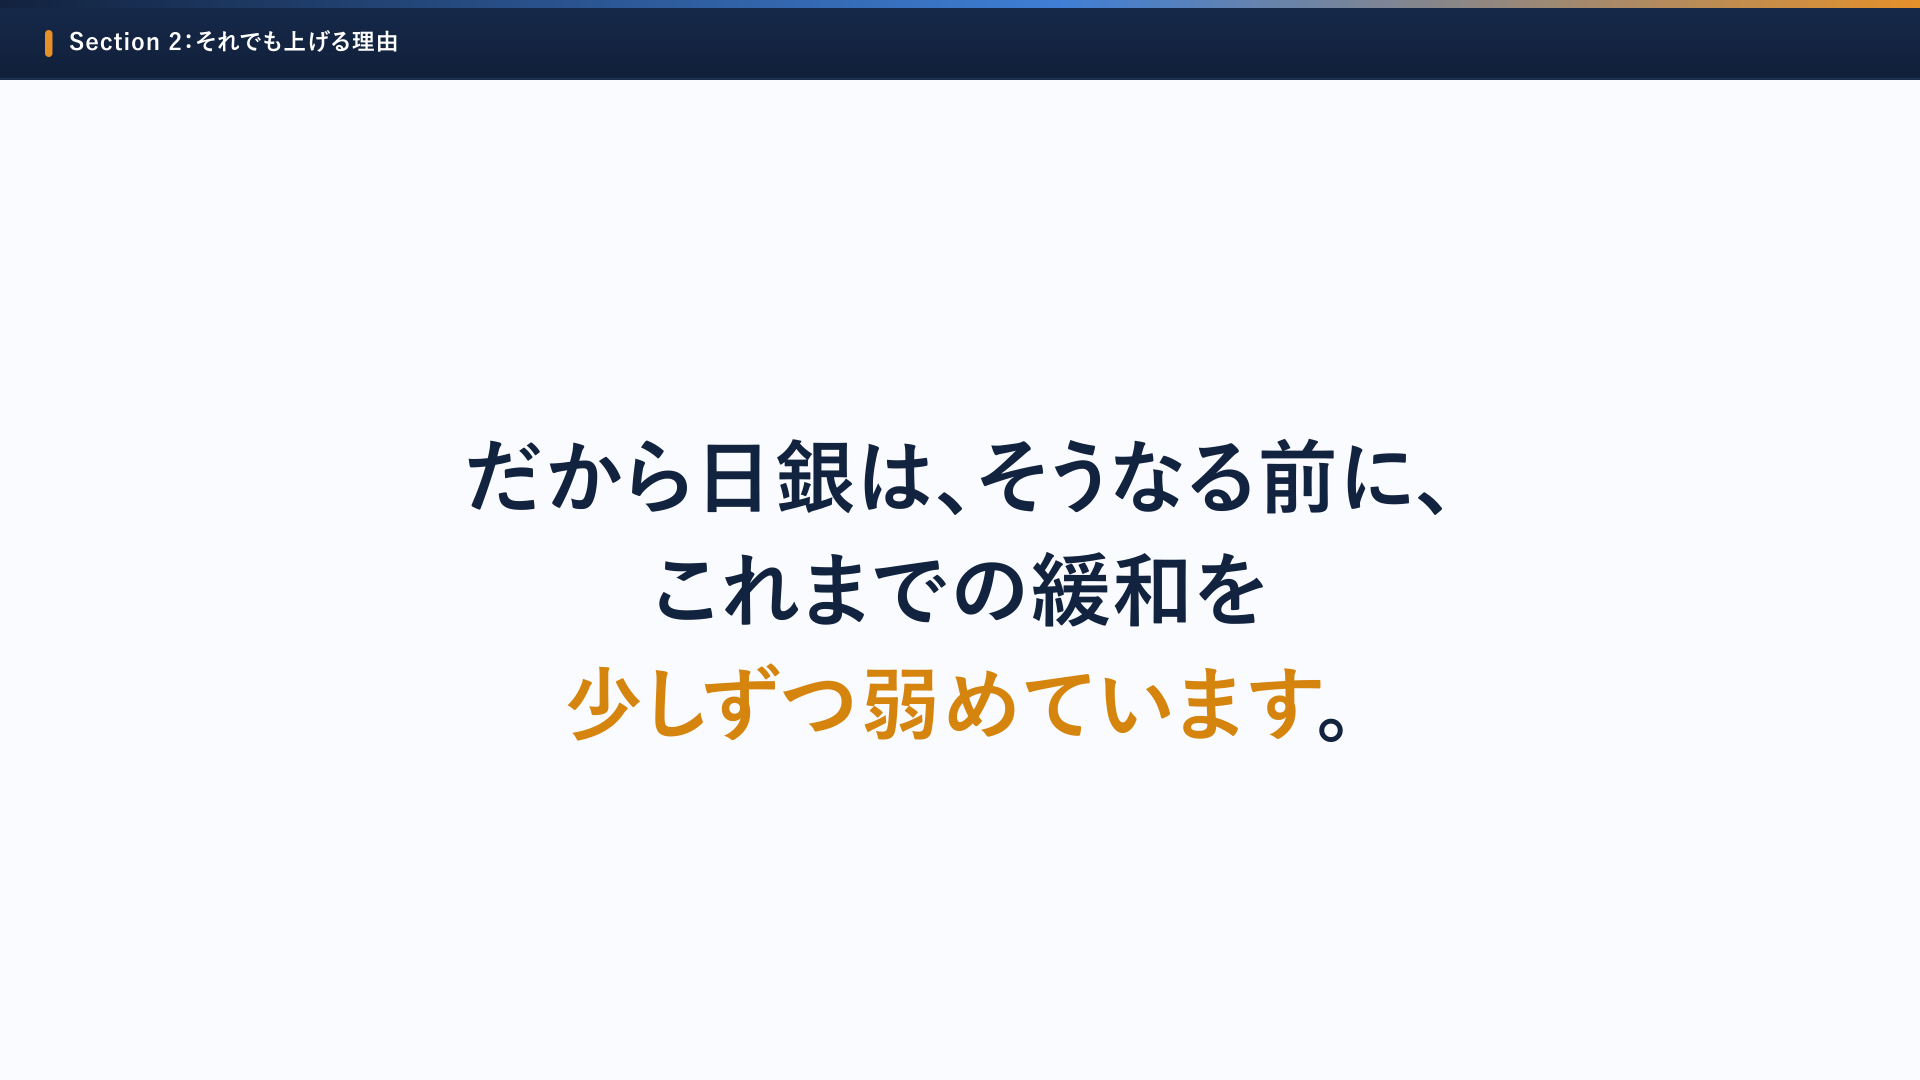 Section 2：それでも上げる理由
だから日銀は、そうなる前に、
これまでの緩和を
少しずつ弱めています。